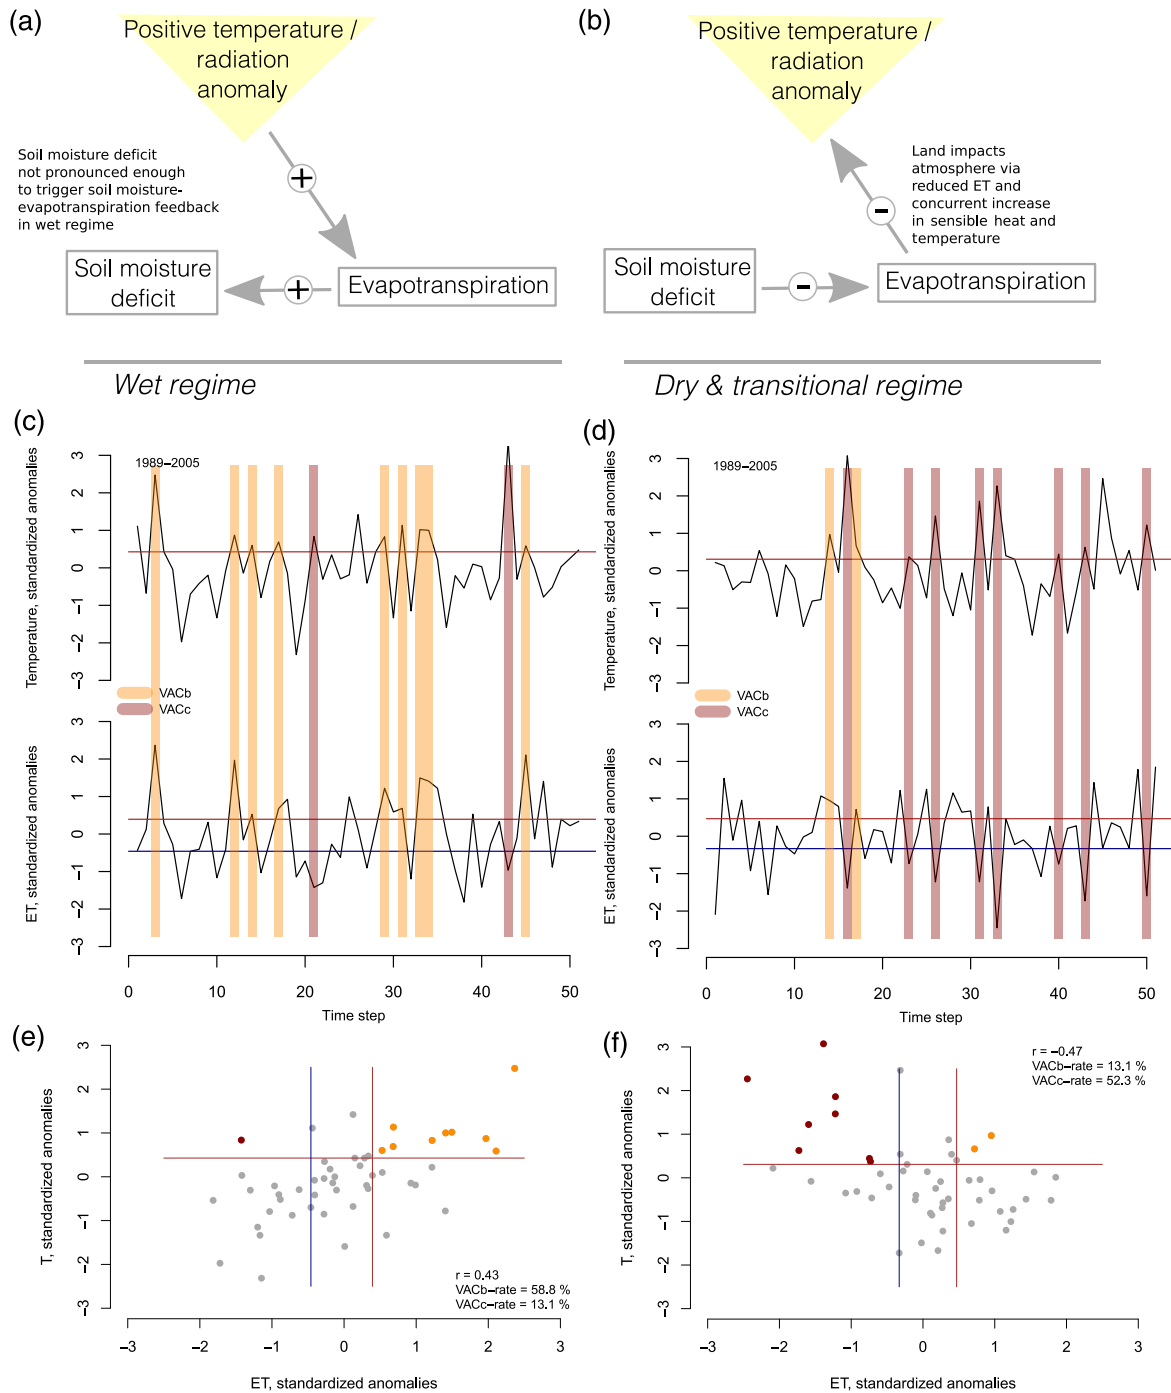 (a)
Positive temperature /
radiation
anomaly
Soil moisture deficit
not pronounced enough
to trigger soil moisture-
evapotranspiration feedback
in wet regime
+
Soil moisture
deficit
+
Evapotranspiration
Wet regime
(b)
Positive temperature /
radiation
anomaly
Land impacts
atmosphere via
reduced ET and
concurrent increase
in sensible heat and
temperature
-
Soil moisture
deficit
-
Evapotranspiration
Dry & transitional regime
(c)
1989−2005
Temperature, standardized anomalies
3
2
1
0
−1
−2
−3
VACb
VACc
ET, standardized anomalies
3
2
1
0
−1
−2
−3
0 10 20 30 40 50
Time step
(d)
1989−2005
Temperature, standardized anomalies
3
2
1
0
−1
−2
−3
VACb
VACc
ET, standardized anomalies
3
2
1
0
−1
−2
−3
0 10 20 30 40 50
Time step
(e)
T, standardized anomalies
3
2
1
0
−1
−2
−3
r = 0.43
VACb−rate = 58.8 %
VACc−rate = 13.1 %
−3 −2 −1 0 1 2 3
ET, standardized anomalies
(f)
T, standardized anomalies
3
2
1
0
−1
−2
−3
r = −0.47
VACb−rate = 13.1 %
VACc−rate = 52.3 %
−3 −2 −1 0 1 2 3
ET, standardized anomalies